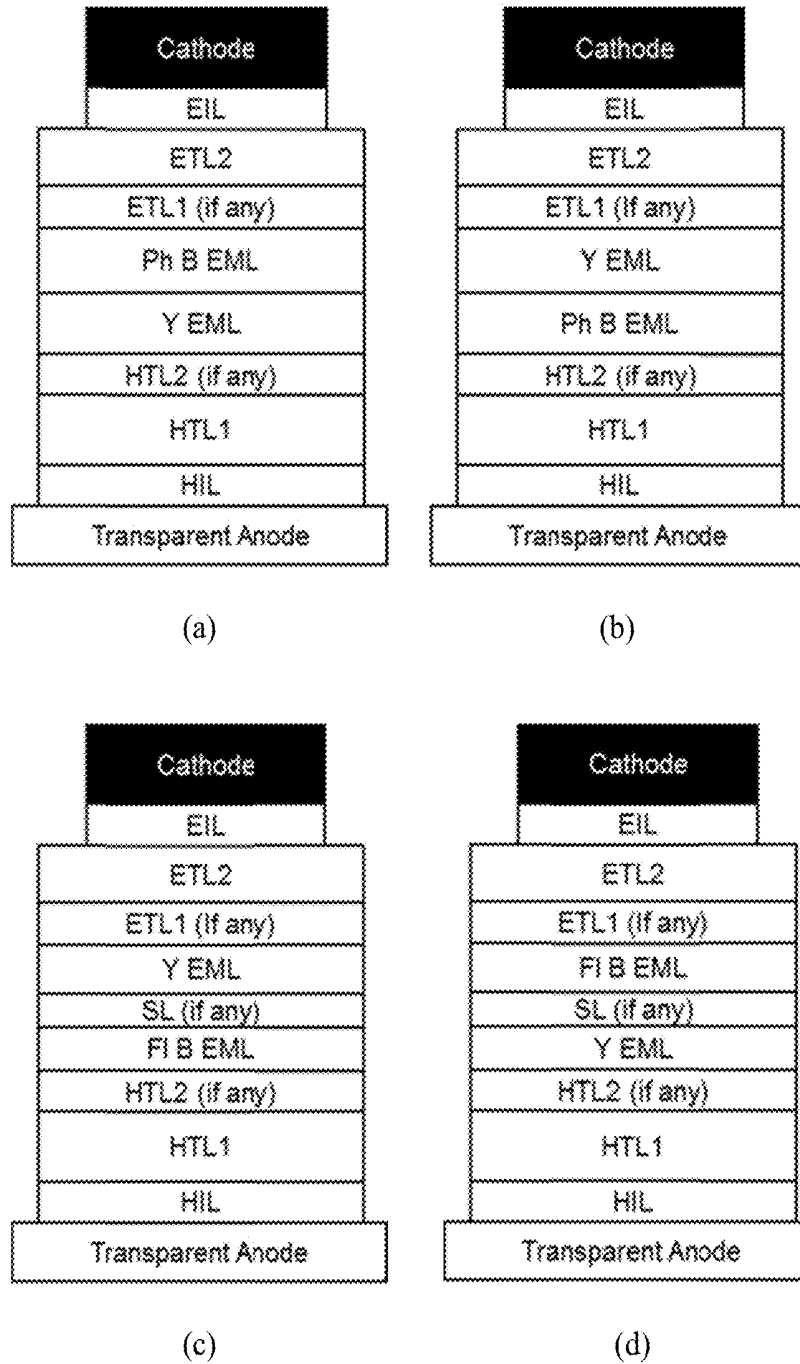 Cathode
EIL
ETL2
ETL1 (if any)
Ph B EML
Y EML
HTL2 (if any)
HTL1
HIL
Transparent Anode
(a)
Cathode
EIL
ETL2
ETL1 (If any)
Y EML
Ph B EML
HTL2 (if any)
HTL1
HIL
Transparent Anode
(b)
Cathode
EIL
ETL2
ETL1 (If any)
Y EML
SL (if any)
Fl B EML
HTL2 (if any)
HTL1
HIL
Transparent Anode
(c)
Cathode
EIL
ETL2
ETL1 (If any)
Fl B EML
SL (if any)
Y EML
HTL2 (if any)
HTL1
HIL
Transparent Anode
(d)